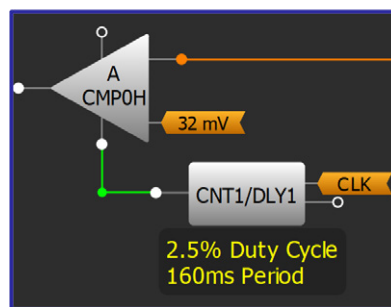 A
CMP0H
32 mV
CNT1/DLY1
CLK
2.5% Duty Cycle
160ms Period